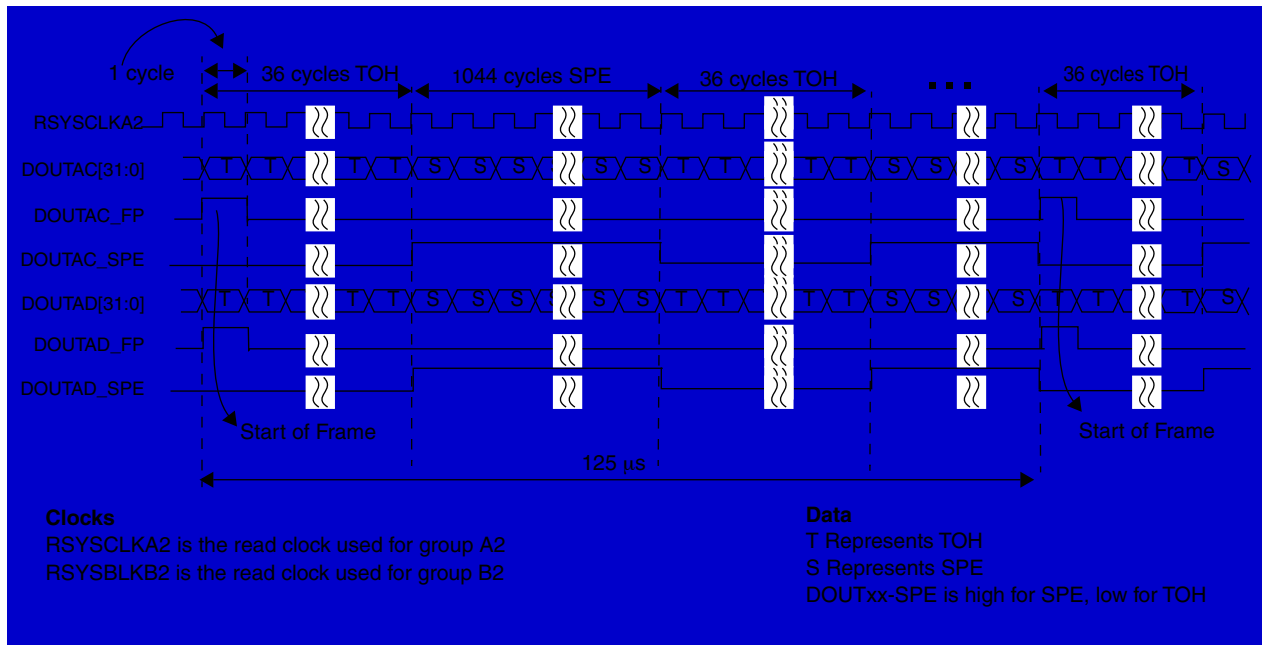 1 cycle
36 cycles TOH
1044 cycles SPE
36 cycles TOH
36 cycles TOH
RSYSCLKA2
DOUTAC[31:0]
T T T T S S S S S T T T T S S S T T T S
DOUTAC_FP
DOUTAC_SPE
DOUTAD[31:0]
T T T T S S S S S S T T T T S S S T T T S
DOUTAD_FP
DOUTAD_SPE
Start of Frame
Start of Frame
125 μs
Clocks
RSYSCLKA2 is the read clock used for group A2
RSYSBLKB2 is the read clock used for group B2
Data
T Represents TOH
S Represents SPE
DOUTxx-SPE is high for SPE, low for TOH